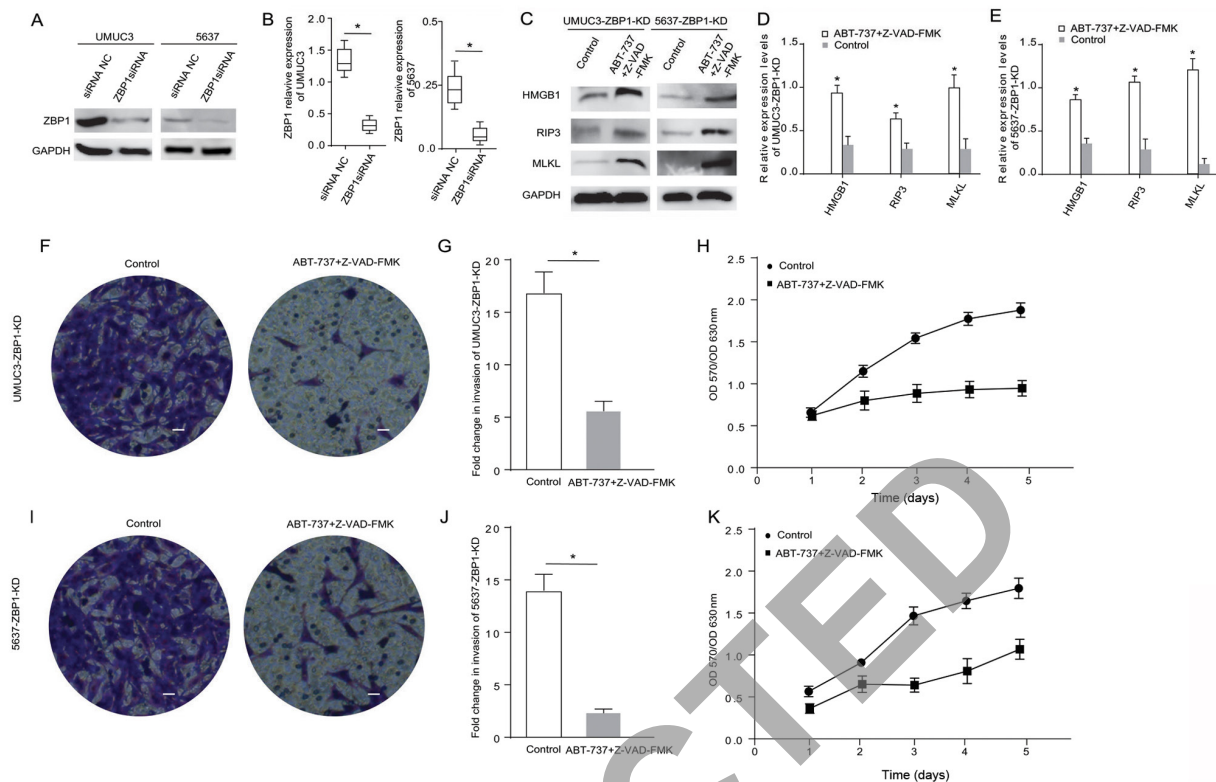 A
UMUC3
5637
siRNA NC
ZBP1siRNA
siRNA NC
ZBP1siRNA
ZBP1
GAPDH
B
ZBP1 relavive expression
of UMUC3
2.0
1.3
0.6
0.0
*
siRNA NC
ZBP1siRNA
ZBP1 relative expression
of 5637
0.5
0.25
0
*
siRNA NC
ZBP1siRNA
C
UMUC3-ZBP1-KD
5637-ZBP1-KD
Control
ABT-737
+Z-VAD
-FMK
Control
ABT-737
+Z-VAD
-FMK
HMGB1
RIP3
MLKL
GAPDH
D
ABT-737+Z-VAD-FMK
Control
Relative expression levels
of UMUC3-ZBP1-KD
1.5
1.0
0.5
0.0
*
*
*
HMGB1
RIP3
MLKL
E
ABT-737+Z-VAD-FMK
Control
Relative expression levels
of 5637-ZBP1-KD
1.5
1.0
0.5
0.0
*
*
*
HMGB1
RIP3
MLKL
F
Control
ABT-737+Z-VAD-FMK
UMUC3-ZBP1-KD
G
Fold change in invasion of UMUC3-ZBP1-KD
20
15
10
5
0
*
Control
ABT-737+Z-VAD-FMK
H
Control
ABT-737+Z-VAD-FMK
OD 570/OD 630nm
2.5
2.0
1.5
1.0
0.5
0.0
0
1
2
3
4
5
Time (days)
I
Control
ABT-737+Z-VAD-FMK
5637-ZBP1-KD
J
Fold change in invasion of 5637-ZBP1-KD
20
15
10
5
0
*
Control
ABT-737+Z-VAD-FMK
K
Control
ABT-737+Z-VAD-FMK
OD 570/OD 630nm
2.5
2.0
1.5
1.0
0.5
0.0
0
1
2
3
4
5
Time (days)
CTED